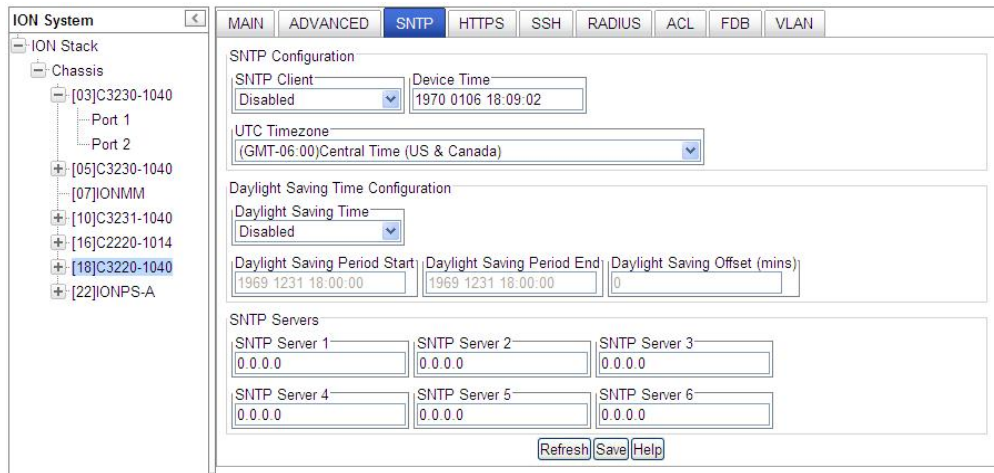 ION System <
ION Stack
Chassis
[03]C3230-1040
Port 1
Port 2
[05]C3230-1040
[07]IONMM
[10]C3231-1040
[16]C2220-1014
[18]C3220-1040
[22]IONPS-A
MAIN ADVANCED SNTP HTTPS SSH RADIUS ACL FDB VLAN
SNTP Configuration
SNTP Client Device Time
Disabled 1970 0106 18:09:02
UTC Timezone
(GMT-06:00)Central Time (US & Canada)
Daylight Saving Time Configuration
Daylight Saving Time
Disabled
Daylight Saving Period Start Daylight Saving Period End Daylight Saving Offset (mins)
1969 1231 18:00:00 1969 1231 18:00:00 0
SNTP Servers
SNTP Server 1 SNTP Server 2 SNTP Server 3
0.0.0.0 0.0.0.0 0.0.0.0
SNTP Server 4 SNTP Server 5 SNTP Server 6
0.0.0.0 0.0.0.0 0.0.0.0
Refresh Save Help